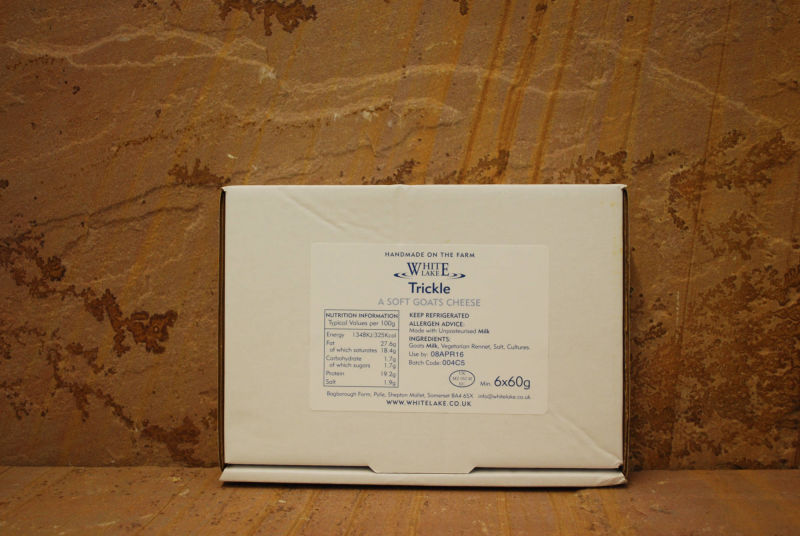 HANDMADE ON THE FARM
WHITE
LAKE
Trickle
A SOFT GOATS CHEESE
NUTRITION INFORMATION
Typical Values per 100g
Energy 1348KJ/325Kcal
Fat 27.6g
of which saturates 18.4g
Carbohydrate 1.7g
of which sugars 1.7g
Protein 19.2g
Salt 1.9g
KEEP REFRIGERATED
ALLERGEN ADVICE:
Made with Unpasteurised Milk
INGREDIENTS:
Goats Milk, Vegetarian Rennet, Salt, Cultures.
Use by: 08APR16
Batch Code: 004CS
Min. 6x60g
Bagborough Farm, Pylle, Shepton Mallet, Somerset BA4 6SX info@whitelake.co.uk
WWW.WHITELAKE.CO.UK